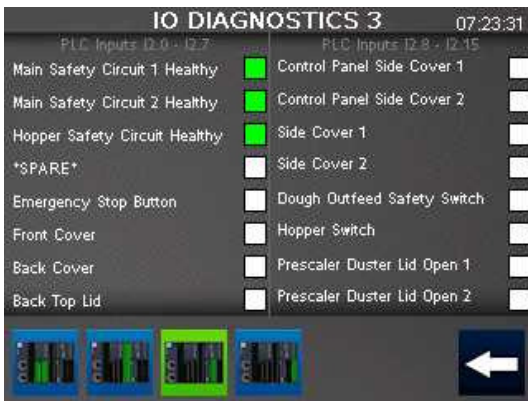 IO DIAGNOSTICS 3
07:23:31
PLC Inputs I2.0 - I2.7
Main Safety Circuit 1 Healthy
Main Safety Circuit 2 Healthy
Hopper Safety Circuit Healthy
*SPARE*
Emergency Stop Button
Front Cover
Back Cover
Back Top Lid
PLC Inputs I2.8 - I2.15
Control Panel Side Cover 1
Control Panel Side Cover 2
Side Cover 1
Side Cover 2
Dough Outfeed Safety Switch
Hopper Switch
Prescaler Duster Lid Open 1
Prescaler Duster Lid Open 2